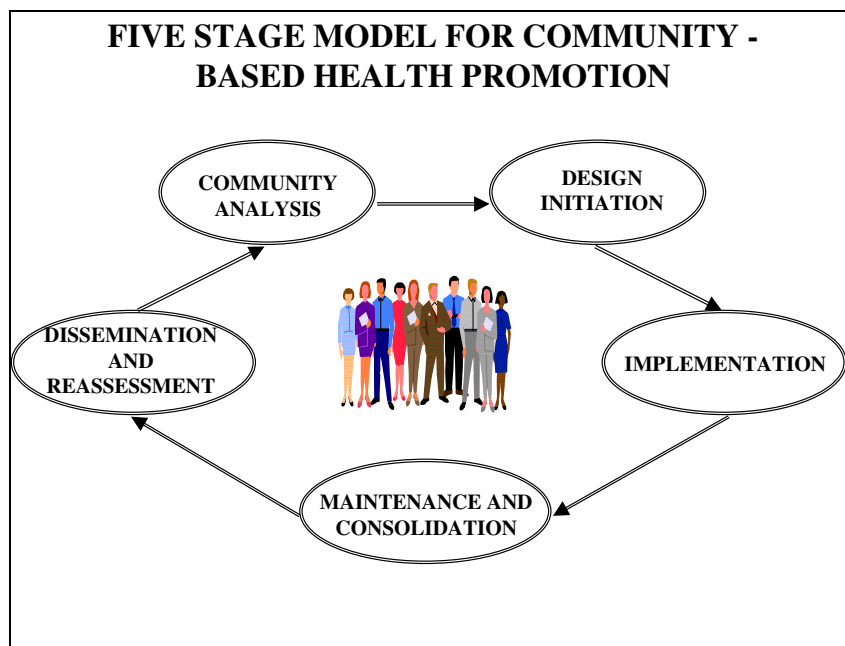 FIVE STAGE MODEL FOR COMMUNITY -
BASED HEALTH PROMOTION
COMMUNITY
ANALYSIS
DESIGN
INITIATION
DISSEMINATION
AND
REASSESSMENT
IMPLEMENTATION
MAINTENANCE AND
CONSOLIDATION